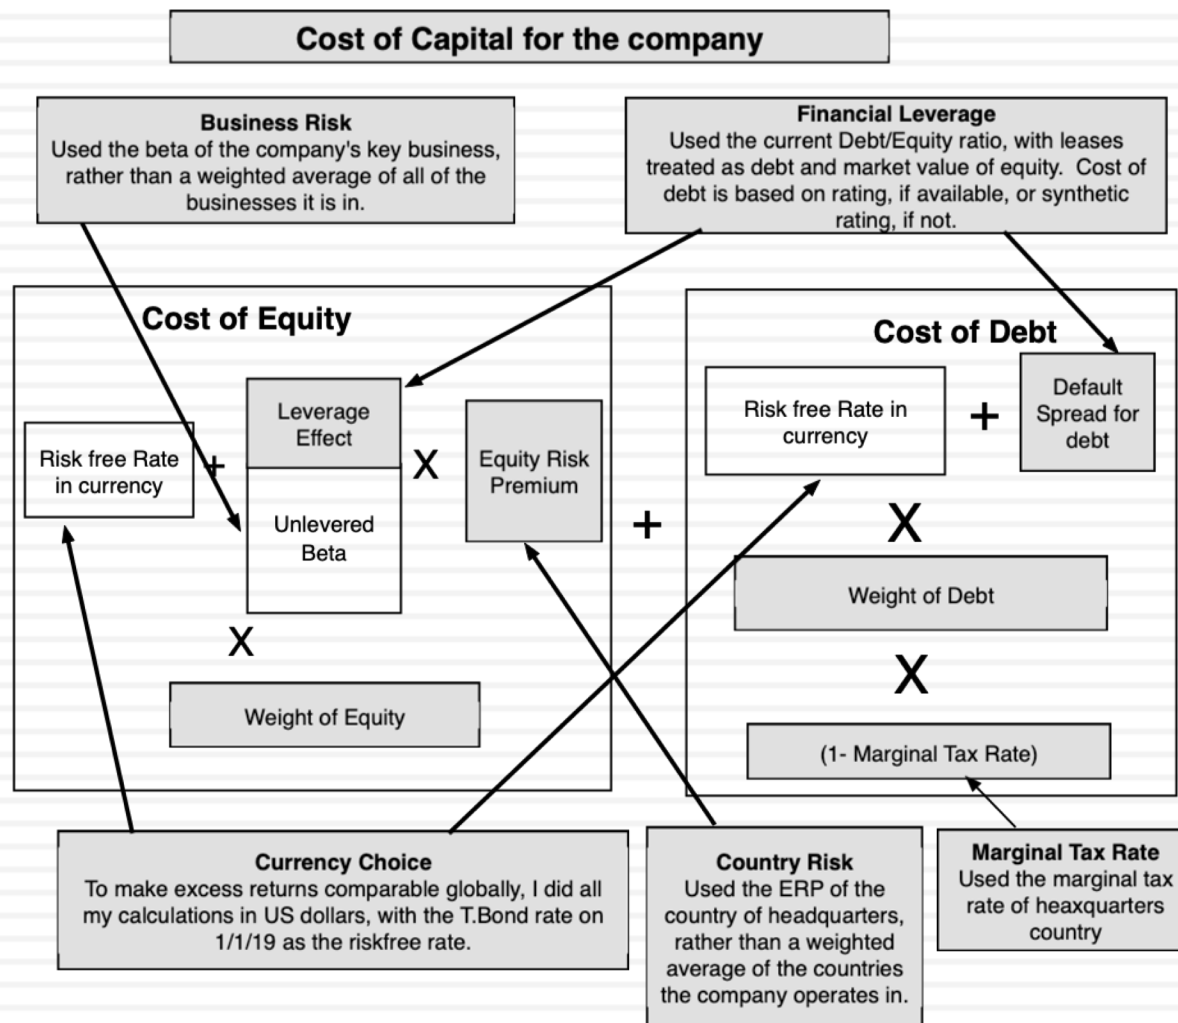 Cost of Capital for the company
Business Risk
Used the beta of the company's key business,
rather than a weighted average of all of the
businesses it is in.
Financial Leverage
Used the current Debt/Equity ratio, with leases
treated as debt and market value of equity. Cost of
debt is based on rating, if available, or synthetic
rating, if not.
Cost of Equity
Risk free Rate
in currency
+
Leverage
Effect
Unlevered
Beta
X
Equity Risk
Premium
X
Weight of Equity
+
Cost of Debt
Risk free Rate in
currency
+
Default
Spread for
debt
X
Weight of Debt
X
(1- Marginal Tax Rate)
Currency Choice
To make excess returns comparable globally, I did all
my calculations in US dollars, with the T.Bond rate on
1/1/19 as the riskfree rate.
Country Risk
Used the ERP of the
country of headquarters,
rather than a weighted
average of the countries
the company operates in.
Marginal Tax Rate
Used the marginal tax
rate of heaxquarters
country